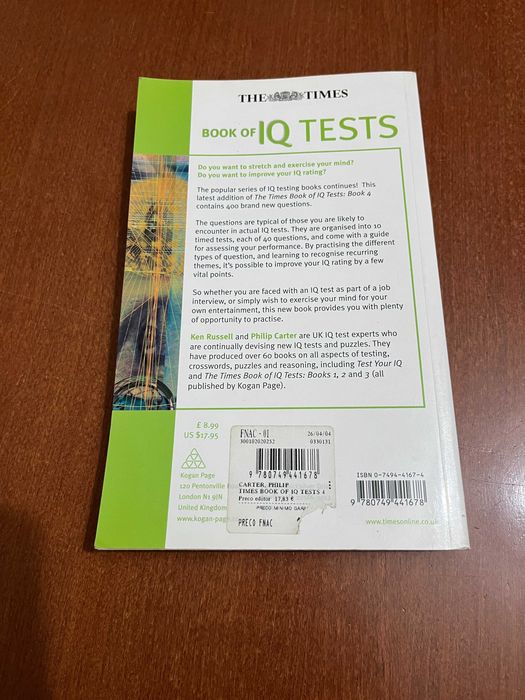 THE TIMES
BOOK OF IQ TESTS
Do you want to stretch and exercise your mind?
Do you want to improve your IQ rating?
The popular series of IQ testing books continues! This
latest addition of The Times Book of IQ Tests: Book 4
contains 400 brand new questions.
The questions are typical of those you are likely to
encounter in actual IQ tests. They are organised into 10
timed tests, each of 40 questions, and come with a guide
for assessing your performance. By practising the different
types of question, and learning to recognise recurring
themes, it's possible to improve your IQ rating by a few
vital points.
So whether you are faced with an IQ test as part of a job
interview, or simply wish to exercise your mind for your
own entertainment, this new book provides you with plenty
of opportunity to practise.
Ken Russell and Philip Carter are UK IQ test experts who
are continually devising new IQ tests and puzzles. They
have produced over 60 books on all aspects of testing,
crosswords, puzzles and reasoning, including Test Your IQ
and The Times Book of IQ Tests: Books 1, 2 and 3 (all
published by Kogan Page).
£ 8.99
US $17.95
Kogan Page
120 Pentonville
London N1 9JN
United Kingdom
www.kogan-page
FNAC - 01 26/04/04
300102020252 0330131
9 780749 441678
CARTER, PHILIP
TIMES BOOK OF IQ TESTS 4
Preco editor 17,83 €
PRECO MINIMO
PRECO FNAC
ISBN 0-7494-4167-4
9 780749 441678
www.timesonline.co.uk